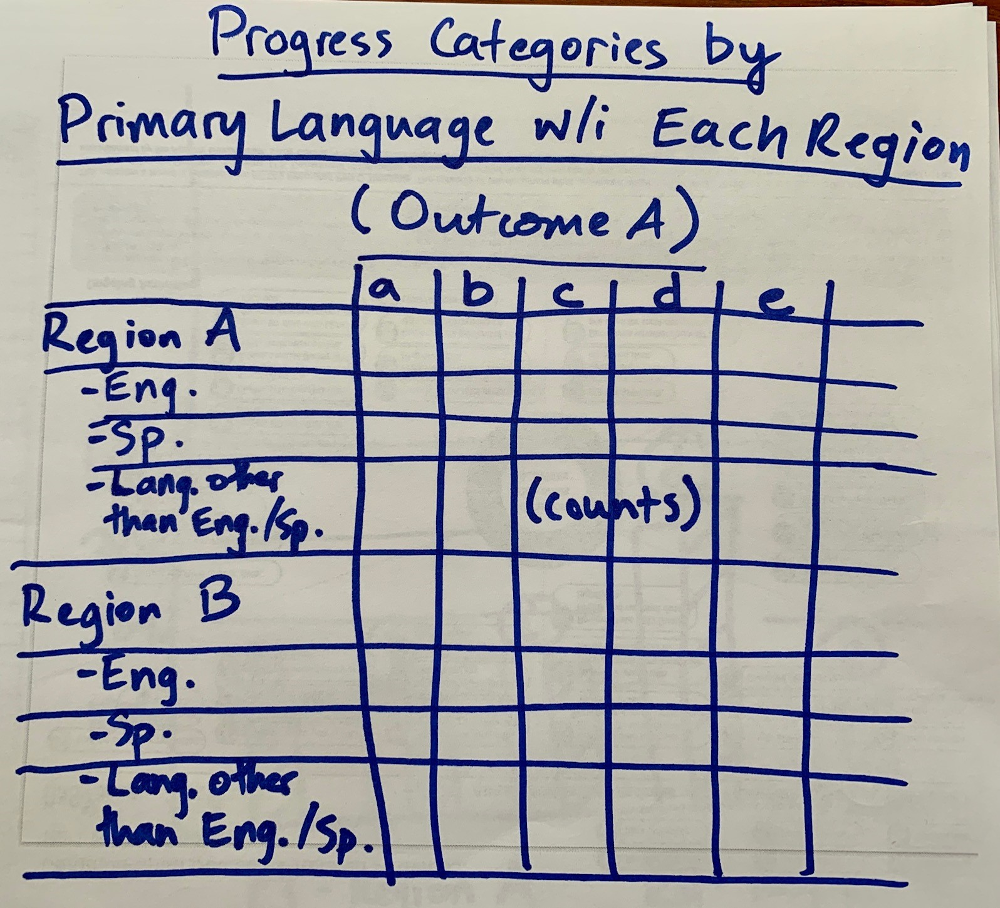 Progress Categories by
Primary Language w/i Each Region
(Outcome A)
a b c d e
Region A
-Eng.
-Sp.
-Lang. other
than Eng./Sp.
(counts)
Region B
-Eng.
-Sp.
-Lang. other
than Eng./Sp.